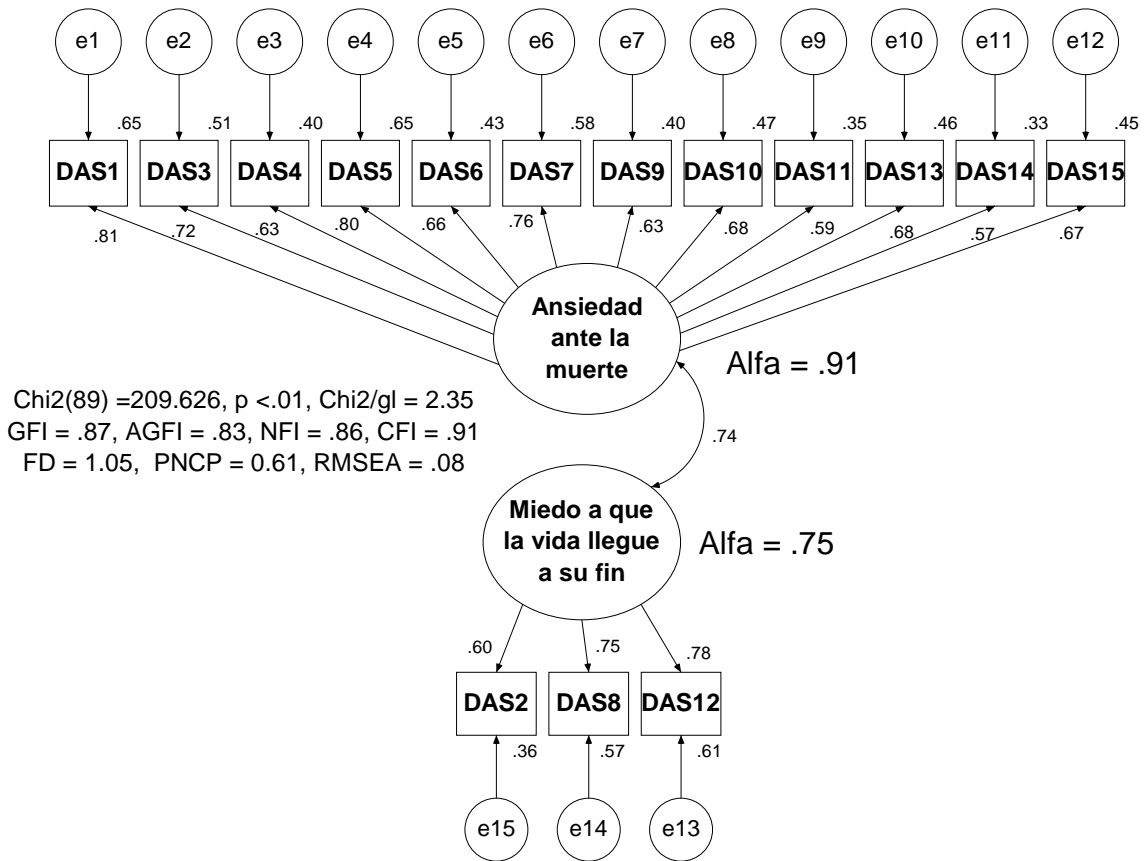 e1 e2 e3 e4 e5 e6 e7 e8 e9 e10 e11 e12
.65 .51 .40 .65 .43 .58 .40 .47 .35 .46 .33 .45
DAS1 DAS3 DAS4 DAS5 DAS6 DAS7 DAS9 DAS10 DAS11 DAS13 DAS14 DAS15
.81 .72 .63 .80 .66 .76 .63 .68 .59 .68 .57 .67
Ansiedad
ante la
muerte
Alfa = .91
Chi2(89) =209.626, p <.01, Chi2/gl = 2.35
GFI = .87, AGFI = .83, NFI = .86, CFI = .91
FD = 1.05, PNCP = 0.61, RMSEA = .08
.74
Miedo a que
la vida llegue
a su fin
Alfa = .75
.60 .75 .78
DAS2 DAS8 DAS12
.36 .57 .61
e15 e14 e13